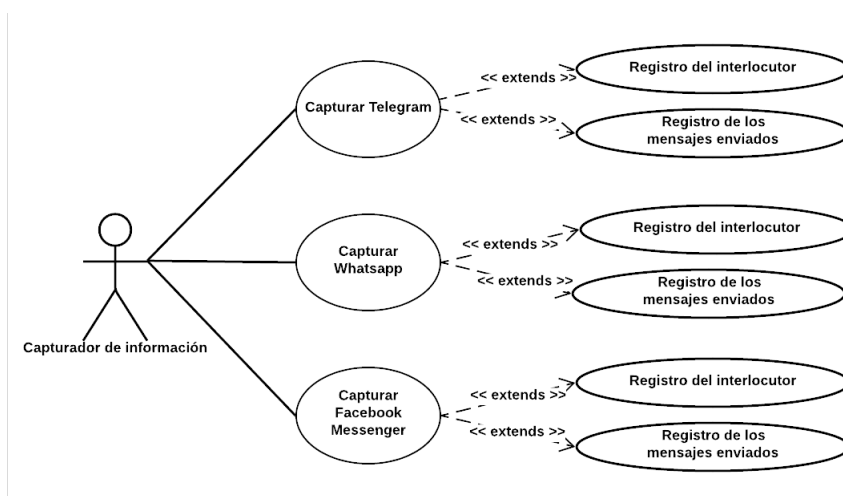 Registro del interlocutor
<< extends >>
Capturar Telegram
<< extends >>
Registro de los
mensajes enviados
Registro del interlocutor
<< extends >>
Capturar
Whatsapp
<< extends >>
Registro de los
mensajes enviados
Capturador de información
Registro del interlocutor
<< extends >>
Capturar
Facebook
Messenger
<< extends >>
Registro de los
mensajes enviados